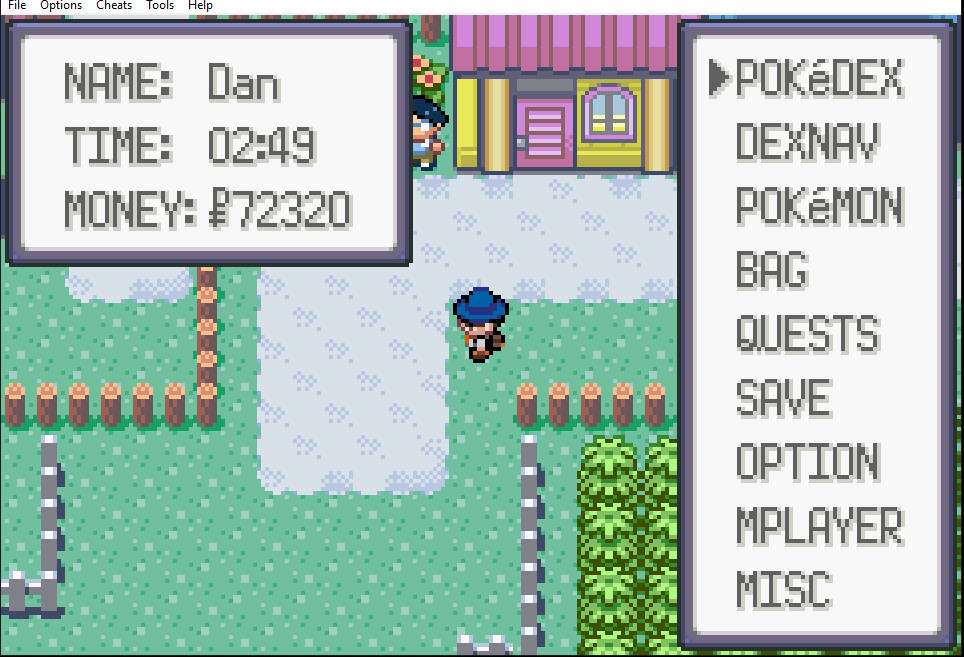 File Options Cheats Tools Help
NAME: Dan
TIME: 02:49
MONEY: ₽72320
POKéDEX
DEXNAV
POKéMON
BAG
QUESTS
SAVE
OPTION
MPLAYER
MISC